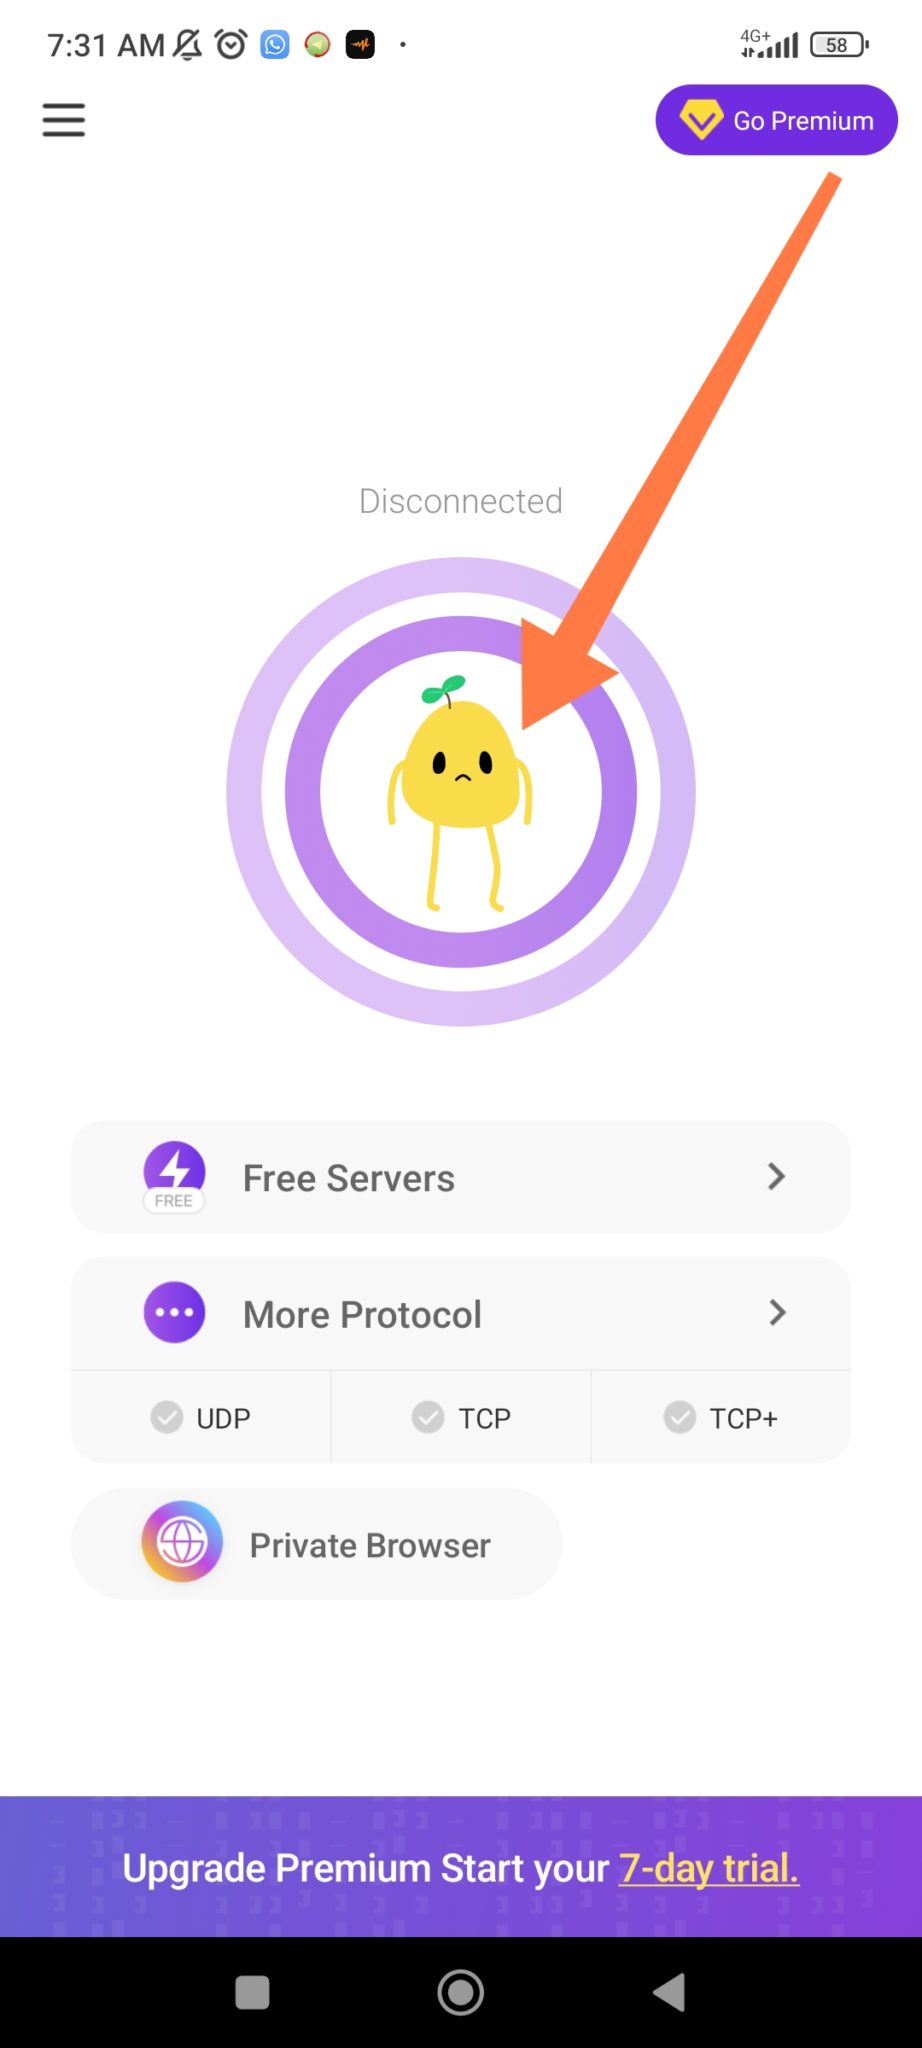 7:31 AM
4G+
58
Go Premium
Disconnected
Free Servers
FREE
More Protocol
UDP
TCP
TCP+
Private Browser
Upgrade Premium Start your 7-day trial.